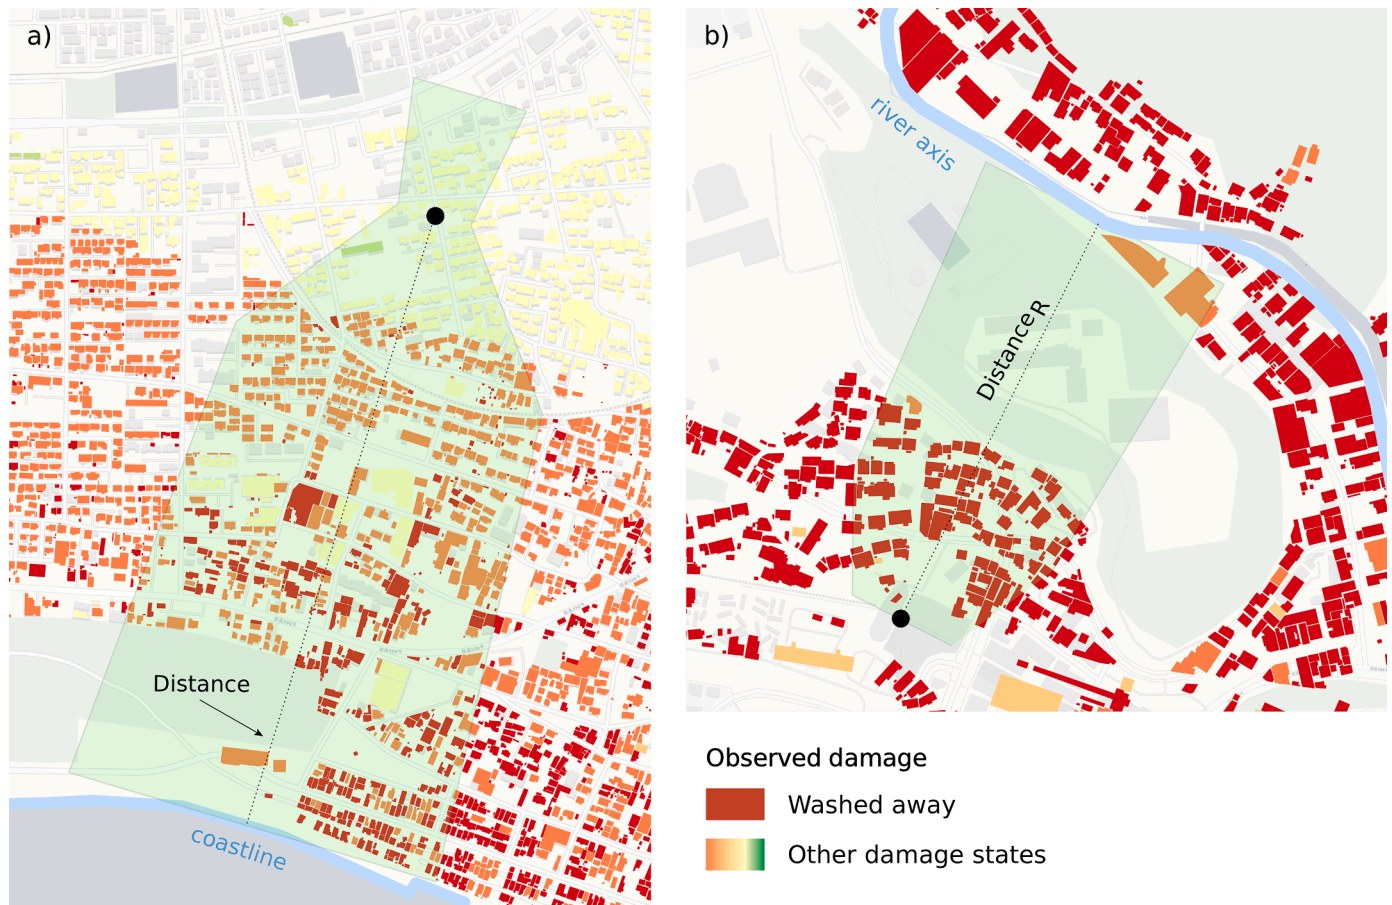 a)
b)
river axis
Distance R
Distance
coastline
Observed damage
Washed away
Other damage states